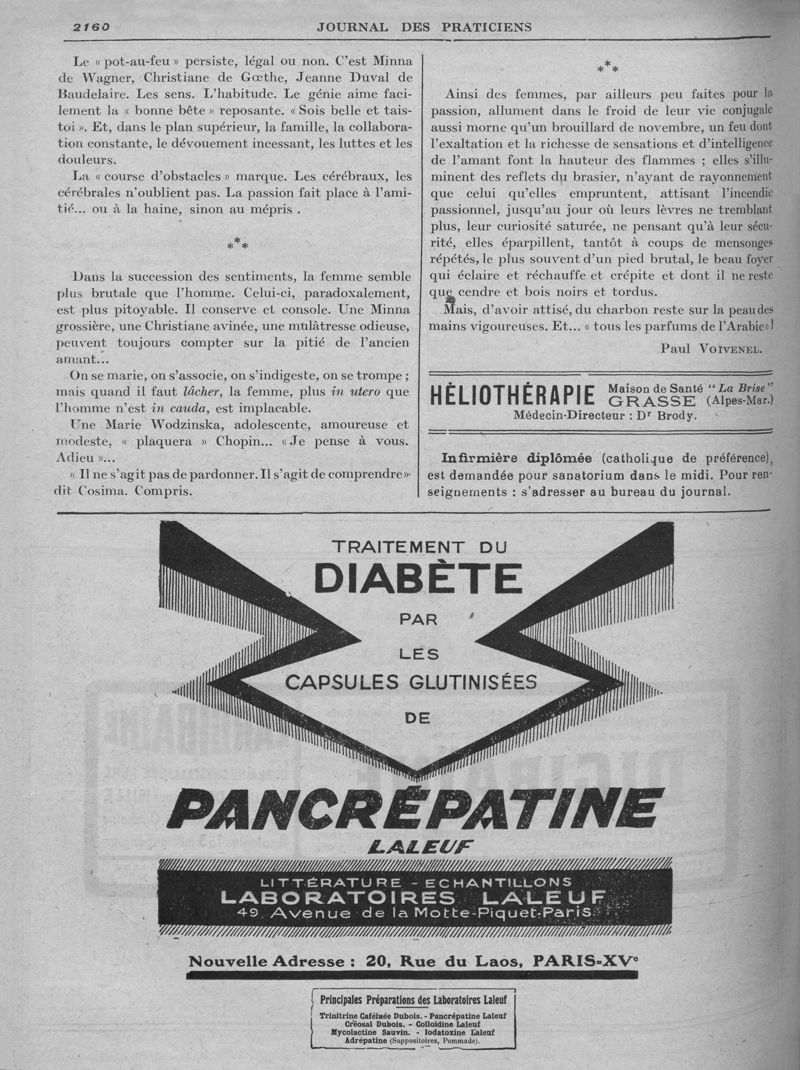 2160
JOURNAL DES PRATICIENS
Le « pot-au-feu » persiste, légal ou non. C'est Minna
de Wagner, Christiane de Gœthe, Jeanne Duval de
Baudelaire. Les sens. L'habitude. Le génie aime faci-
lement la « bonne bête » reposante. « Sois belle et tais-
toi ». Et, dans le plan supérieur, la famille, la collabora-
tion constante, le dévouement incessant, les luttes et les
douleurs.
La « course d'obstacles » marque. Les cérébraux, les
cérébrales n'oublient pas. La passion fait place à l'ami-
tié... ou à la haine, sinon au mépris .
***
Dans la succession des sentiments, la femme semble
plus brutale que l'homme. Celui-ci, paradoxalement,
est plus pitoyable. Il conserve et console. Une Minna
grossière, une Christiane avinée, une mulâtresse odieuse,
peuvent toujours compter sur la pitié de l'ancien
amant...
On se marie, on s'associe, on s'indigeste, on se trompe ;
mais quand il faut lâcher, la femme, plus in utero que
l'homme n'est in cauda, est implacable.
Une Marie Wodzinska, adolescente, amoureuse et
modeste, « plaquera » Chopin... « Je pense à vous.
Adieu »...
« Il ne s'agit pas de pardonner. Il s'agit de comprendre »
dit Cosima. Compris.
***
Ainsi des femmes, par ailleurs peu faites pour la
passion, allument dans le froid de leur vie conjugale
aussi morne qu'un brouillard de novembre, un feu dont
l'exaltation et la richesse de sensations et d'intelligence
de l'amant font la hauteur des flammes ; elles s'illu-
minent des reflets du brasier, n'ayant de rayonnement
que celui qu'elles empruntent, attisant l'incendie
passionnel, jusqu'au jour où leurs lèvres ne tremblant
plus, leur curiosité saturée, ne pensant qu'à leur sécu-
rité, elles éparpillent, tantôt à coups de mensonges
répétés, le plus souvent d'un pied brutal, le beau foyer
qui éclaire et réchauffe et crépite et dont il ne reste
que cendre et bois noirs et tordus.
Mais, d'avoir attisé, du charbon reste sur la peau des
mains vigoureuses. Et... « tous les parfums de l'Arabie » !
Paul VOIVENEL.
HÉLIOTHÉRAPIE Maison de Santé "La Brise"
GRASSE (Alpes-Mar.)
Médecin-Directeur : Dr Brody.
Infirmière diplômée (catholique de préférence),
est demandée pour sanatorium dans le midi. Pour ren-
seignements : s'adresser au bureau du journal.
TRAITEMENT DU
DIABÈTE
PAR
LES
CAPSULES GLUTINISÉES
DE
PANCRÉPATINE
LALEUF
LITTÉRATURE - ECHANTILLONS
LABORATOIRES LALEUF
49, Avenue de la Motte-Piquet-Paris
Nouvelle Adresse : 20, Rue du Laos, PARIS-XVe
Principales Préparations des Laboratoires Laleuf
Trinitrine Caféinée Dubois. - Pancrépatine Laleuf
Créosal Dubois. - Colloïdine Laleuf
Mycolactine Sauvin. - Iodatoxine Laleuf
Adrépatine (Suppositoires, Pommade).